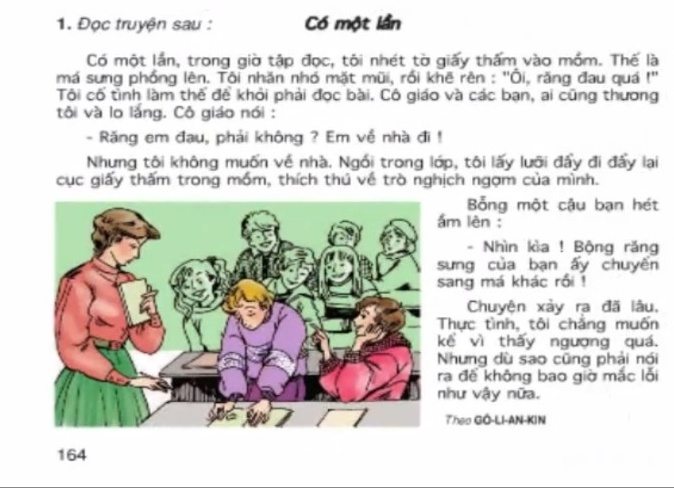 1. Đọc truyện sau : Có một lần
Có một lần, trong giờ tập đọc, tôi nhét tờ giấy thấm vào mồm. Thế là
má sưng phồng lên. Tôi nhăn nhó mặt mũi, rồi khẽ rên : "Ôi, răng đau quá !"
Tôi cố tình làm thế để khỏi phải đọc bài. Cô giáo và các bạn, ai cũng thương
tôi và lo lắng. Cô giáo nói :
- Răng em đau, phải không ? Em về nhà đi !
Nhưng tôi không muốn về nhà. Ngồi trong lớp, tôi lấy lưỡi đẩy đi đẩy lại
cục giấy thấm trong mồm, thích thú về trò nghịch ngợm của mình.
Bỗng một cậu bạn hét
ầm lên :
- Nhìn kìa ! Bộng răng
sưng của bạn ấy chuyển
sang má khác rồi !
Chuyện xảy ra đã lâu.
Thực tình, tôi chẳng muốn
kể vì thấy ngượng quá.
Nhưng dù sao cũng phải nói
ra để không bao giờ mắc lỗi
như vậy nữa.
Theo GÔ-LI-AN-KIN
164